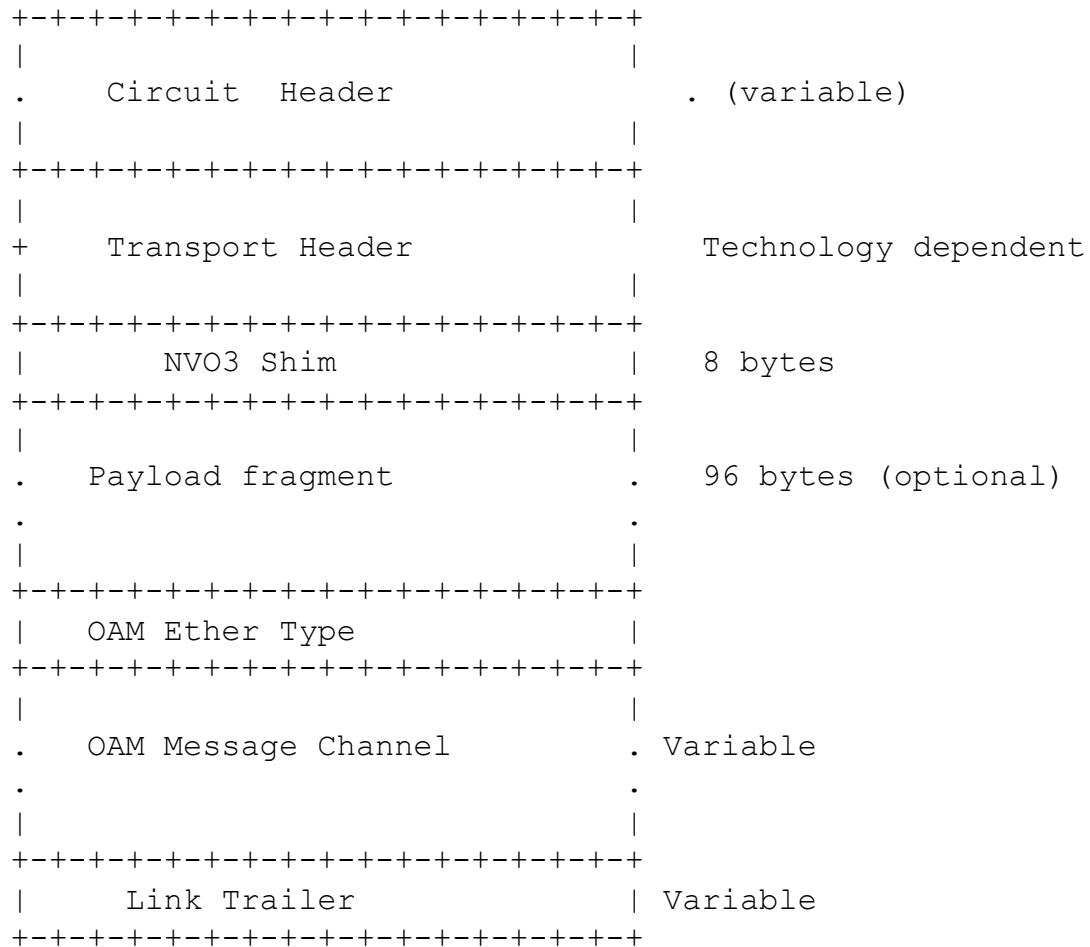 +-+-+-+-+-+-+-+-+-+-+-+-+-+-+-+-+-+
|                                 |
.    Circuit  Header                . (variable)
|                                 |
+-+-+-+-+-+-+-+-+-+-+-+-+-+-+-+-+-+
|                                 |
+    Transport Header               Technology dependent
|                                 |
+-+-+-+-+-+-+-+-+-+-+-+-+-+-+-+-+-+
|       NVO3 Shim                 |   8 bytes
+-+-+-+-+-+-+-+-+-+-+-+-+-+-+-+-+-+
|                                 |
.   Payload fragment              .   96 bytes (optional)
.                                 .
|                                 |
+-+-+-+-+-+-+-+-+-+-+-+-+-+-+-+-+-+
|   OAM Ether Type                |
+-+-+-+-+-+-+-+-+-+-+-+-+-+-+-+-+-+
|                                 |
.   OAM Message Channel           . Variable
.                                 .
|                                 |
+-+-+-+-+-+-+-+-+-+-+-+-+-+-+-+-+-+
|     Link Trailer                | Variable
+-+-+-+-+-+-+-+-+-+-+-+-+-+-+-+-+-+